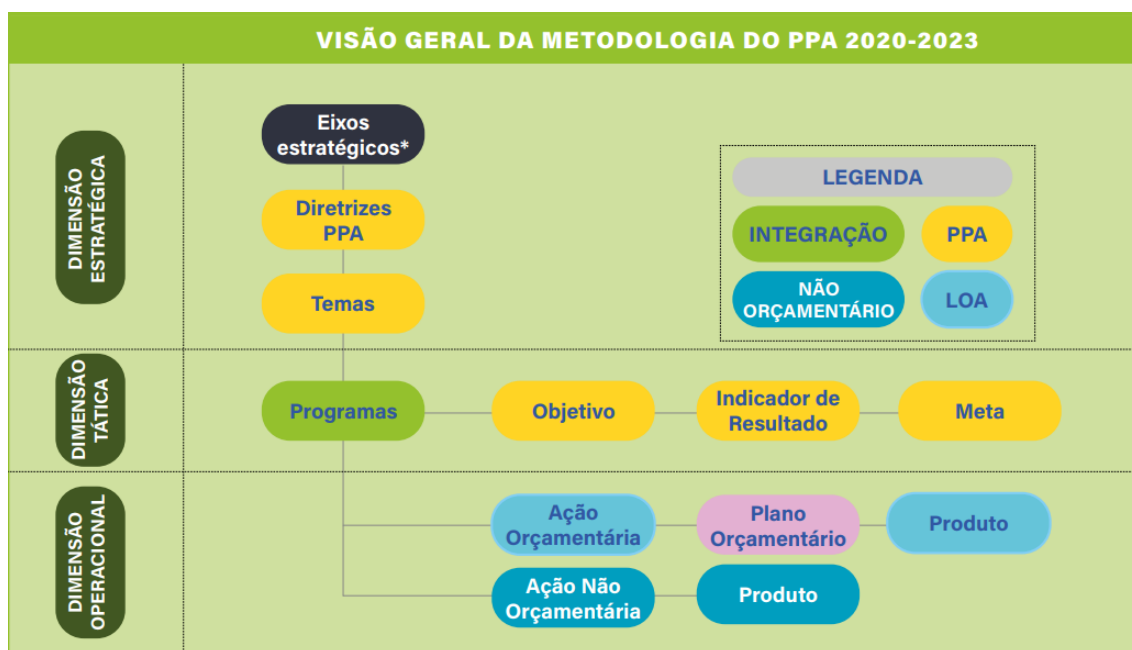 VISÃO GERAL DA METODOLOGIA DO PPA 2020-2023
DIMENSÃO
ESTRATÉGICA
Eixos
estratégicos*
Diretrizes
PPA
Temas
LEGENDA
INTEGRAÇÃO
PPA
NÃO
ORÇAMENTÁRIO
LOA
DIMENSÃO
TÁTICA
Programas
Objetivo
Indicador de
Resultado
Meta
DIMENSÃO
OPERACIONAL
Ação
Orçamentária
Plano
Orçamentário
Produto
Ação Não
Orçamentária
Produto